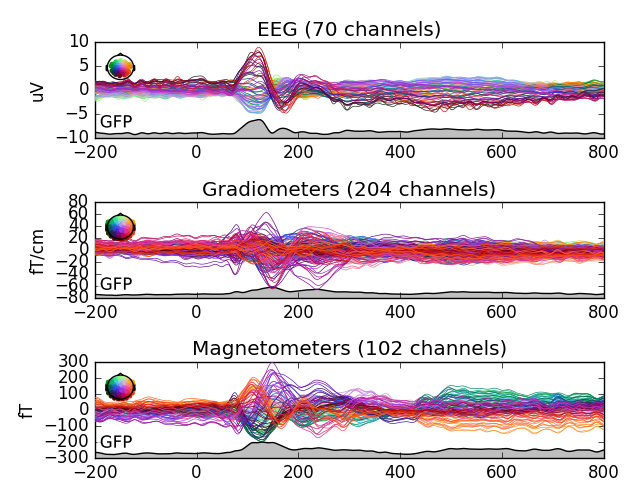 EEG (70 channels)
10
5
0
−5
−10
uV
GFP
−200 0 200 400 600 800
Gradiometers (204 channels)
80
60
40
20
0
−20
−40
−60
−80
fT/cm
GFP
−200 0 200 400 600 800
Magnetometers (102 channels)
300
200
100
0
−100
−200
−300
fT
GFP
−200 0 200 400 600 800